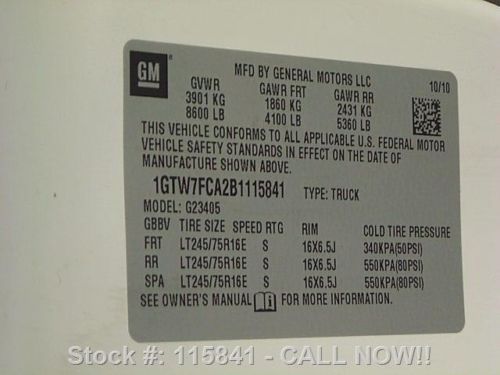 GM ® MFD BY GENERAL MOTORS LLC 10/10
GVWR GAWR FRT GAWR RR
3901 KG 1860 KG 2431 KG
8600 LB 4100 LB 5360 LB
THIS VEHICLE CONFORMS TO ALL APPLICABLE U.S. FEDERAL MOTOR
VEHICLE SAFETY STANDARDS IN EFFECT ON THE DATE OF
MANUFACTURE SHOWN ABOVE.
1GTW7FCA2B1115841 TYPE: TRUCK
MODEL: G23405
GBBV TIRE SIZE SPEED RTG RIM COLD TIRE PRESSURE
FRT LT245/75R16E S 16X6.5J 340KPA(50PSI)
RR LT245/75R16E S 16X6.5J 550KPA(80PSI)
SPA LT245/75R16E S 16X6.5J 550KPA(80PSI)
SEE OWNER'S MANUAL FOR MORE INFORMATION.
Stock #: 115841 - CALL NOW!!